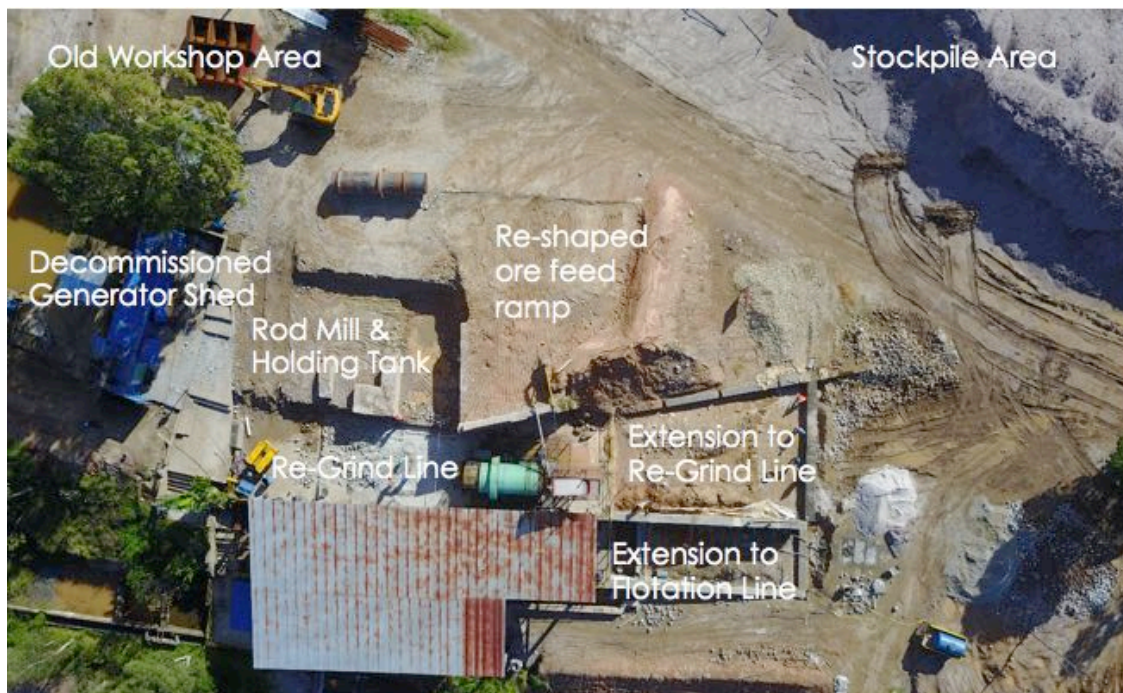 Old Workshop Area
Stockpile Area
Re-shaped
ore feed
ramp
Decommissioned
Generator Shed
Rod Mill &
Holding Tank
Extension to
Re-Grind Line
Re-Grind Line
Extension to
Flotation Line